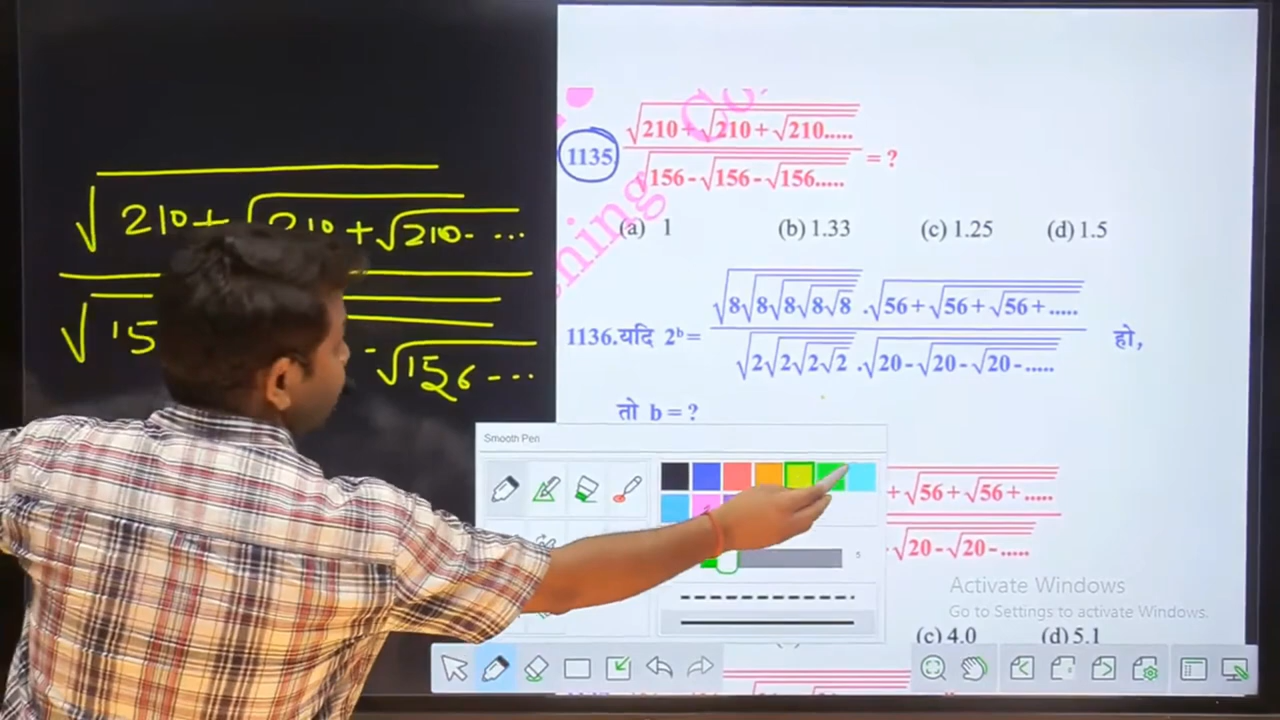 √210+ √210+ √210.....
1135
√156-√156-√156.....
= ?
(a) 1 (b) 1.33 (c) 1.25 (d) 1.5
√8√8√8√8√8 .√56+√56+√56+.....
1136.यदि 2ᵇ=
√2√2√2√2 .√20-√20-√20-.....
हो,
तो b = ?
+√56+√56+.....
√20-√20-.....
(c) 4.0 (d) 5.1
√210+ √210+√210-...
√15
-√156---
Smooth Pen
5
Activate Windows
Go to Settings to activate Windows.